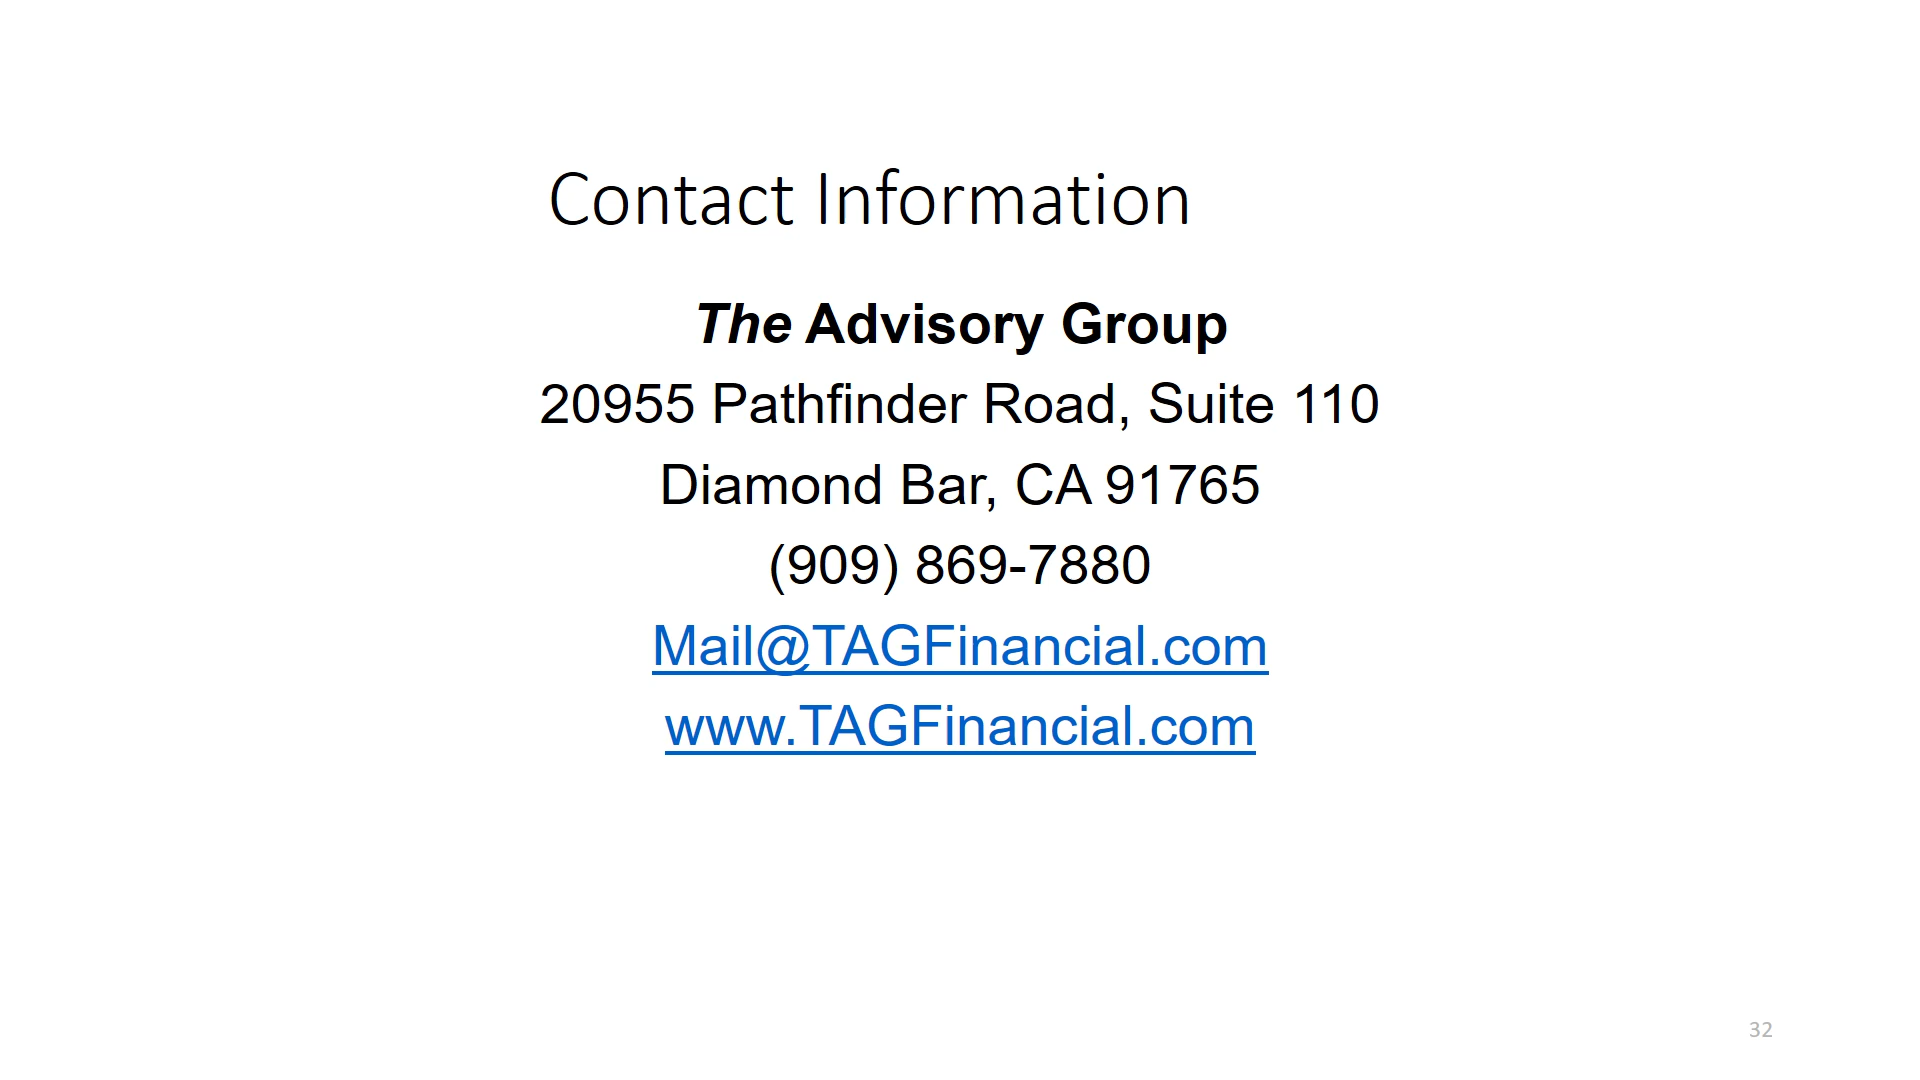 Contact Information
The Advisory Group
20955 Pathfinder Road, Suite 110
Diamond Bar, CA 91765
(909) 869-7880
Mail@TAGFinancial.com
www.TAGFinancial.com
32